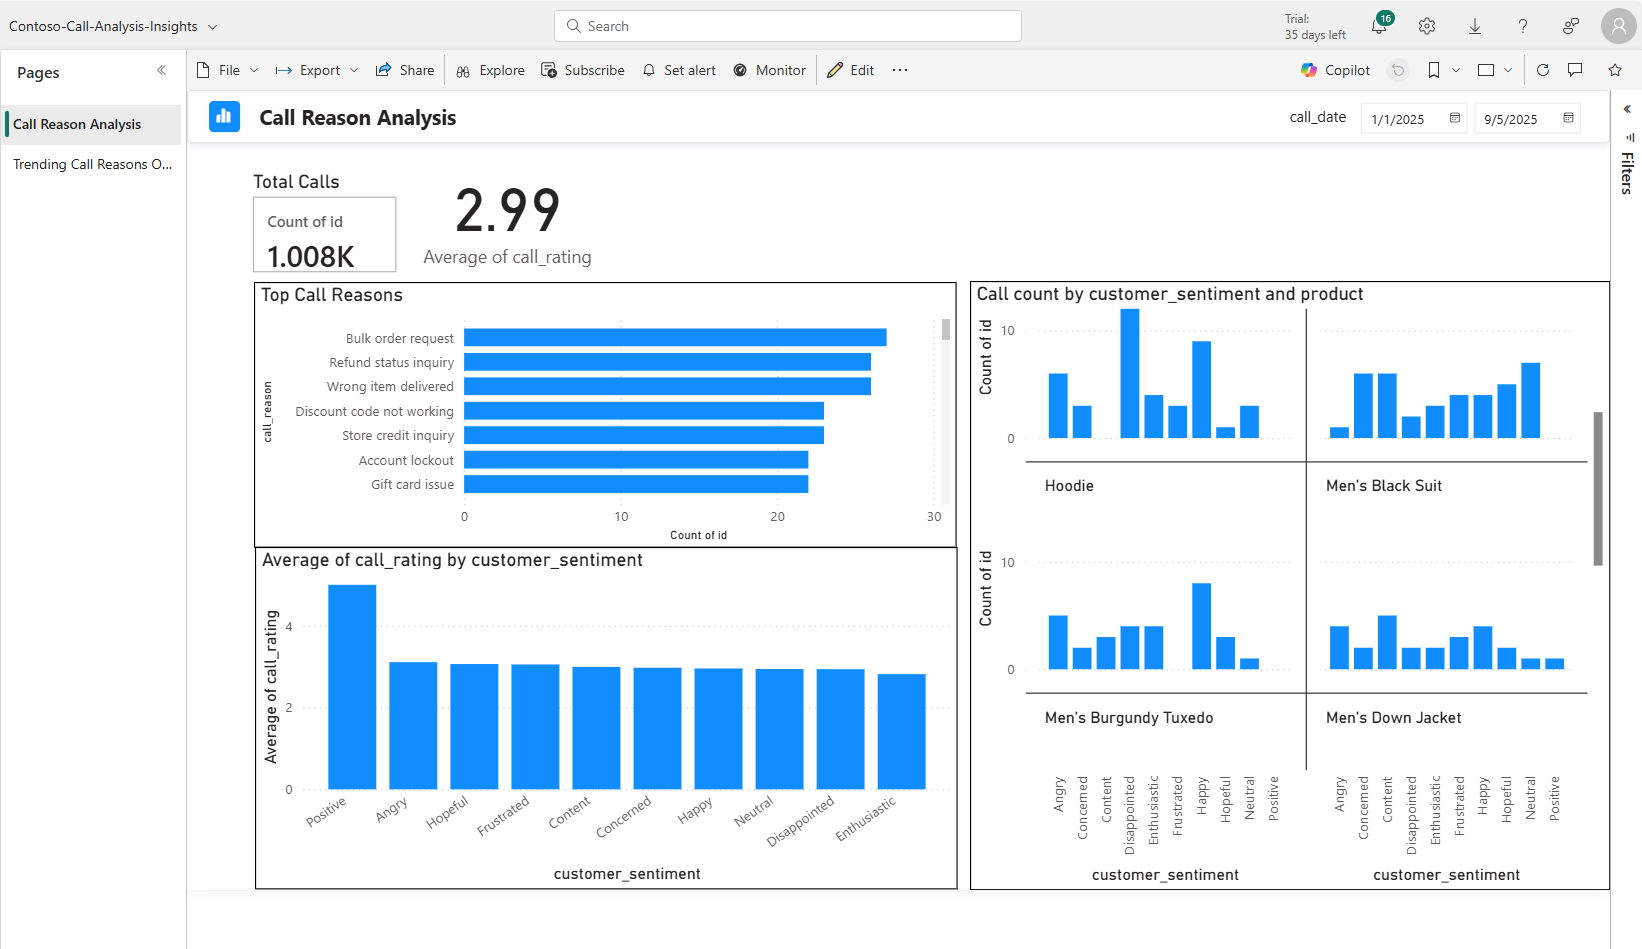 Contoso-Call-Analysis-Insights
Search
Trial:
35 days left
16
Pages
File
Export
Share
Explore
Subscribe
Set alert
Monitor
Edit
Copilot
Call Reason Analysis
Trending Call Reasons O...
Call Reason Analysis
call_date
1/1/2025
9/5/2025
Filters
Total Calls
Count of id
1.008K
2.99
Average of call_rating
Top Call Reasons
call_reason
Bulk order request
Refund status inquiry
Wrong item delivered
Discount code not working
Store credit inquiry
Account lockout
Gift card issue
0 10 20 30
Count of id
Average of call_rating by customer_sentiment
Average of call_rating
4
2
0
Positive Angry Hopeful Frustrated Content Concerned Happy Neutral Disappointed Enthusiastic
customer_sentiment
Call count by customer_sentiment and product
Count of id
10
0
Hoodie
Men's Black Suit
Count of id
10
0
Men's Burgundy Tuxedo
Men's Down Jacket
Angry Concerned Content Disappointed Enthusiastic Frustrated Happy Hopeful Neutral Positive
Angry Concerned Content Disappointed Enthusiastic Frustrated Happy Hopeful Neutral Positive
customer_sentiment
customer_sentiment